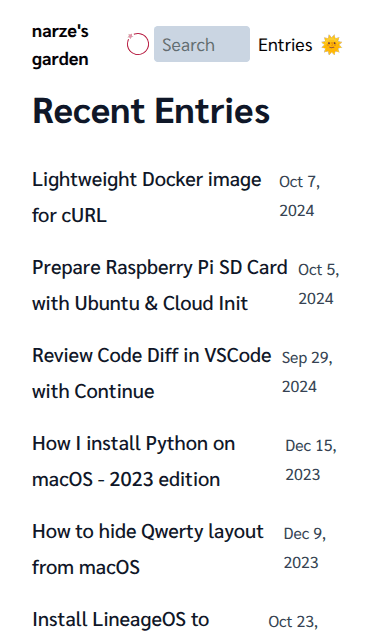 narze's
garden
Search
Entries
Recent Entries
Lightweight Docker image
for cURL
Oct 7,
2024
Prepare Raspberry Pi SD Card
with Ubuntu & Cloud Init
Oct 5,
2024
Review Code Diff in VSCode
with Continue
Sep 29,
2024
How I install Python on
macOS - 2023 edition
Dec 15,
2023
How to hide Qwerty layout
from macOS
Dec 9,
2023
Install LineageOS to
Oct 23,